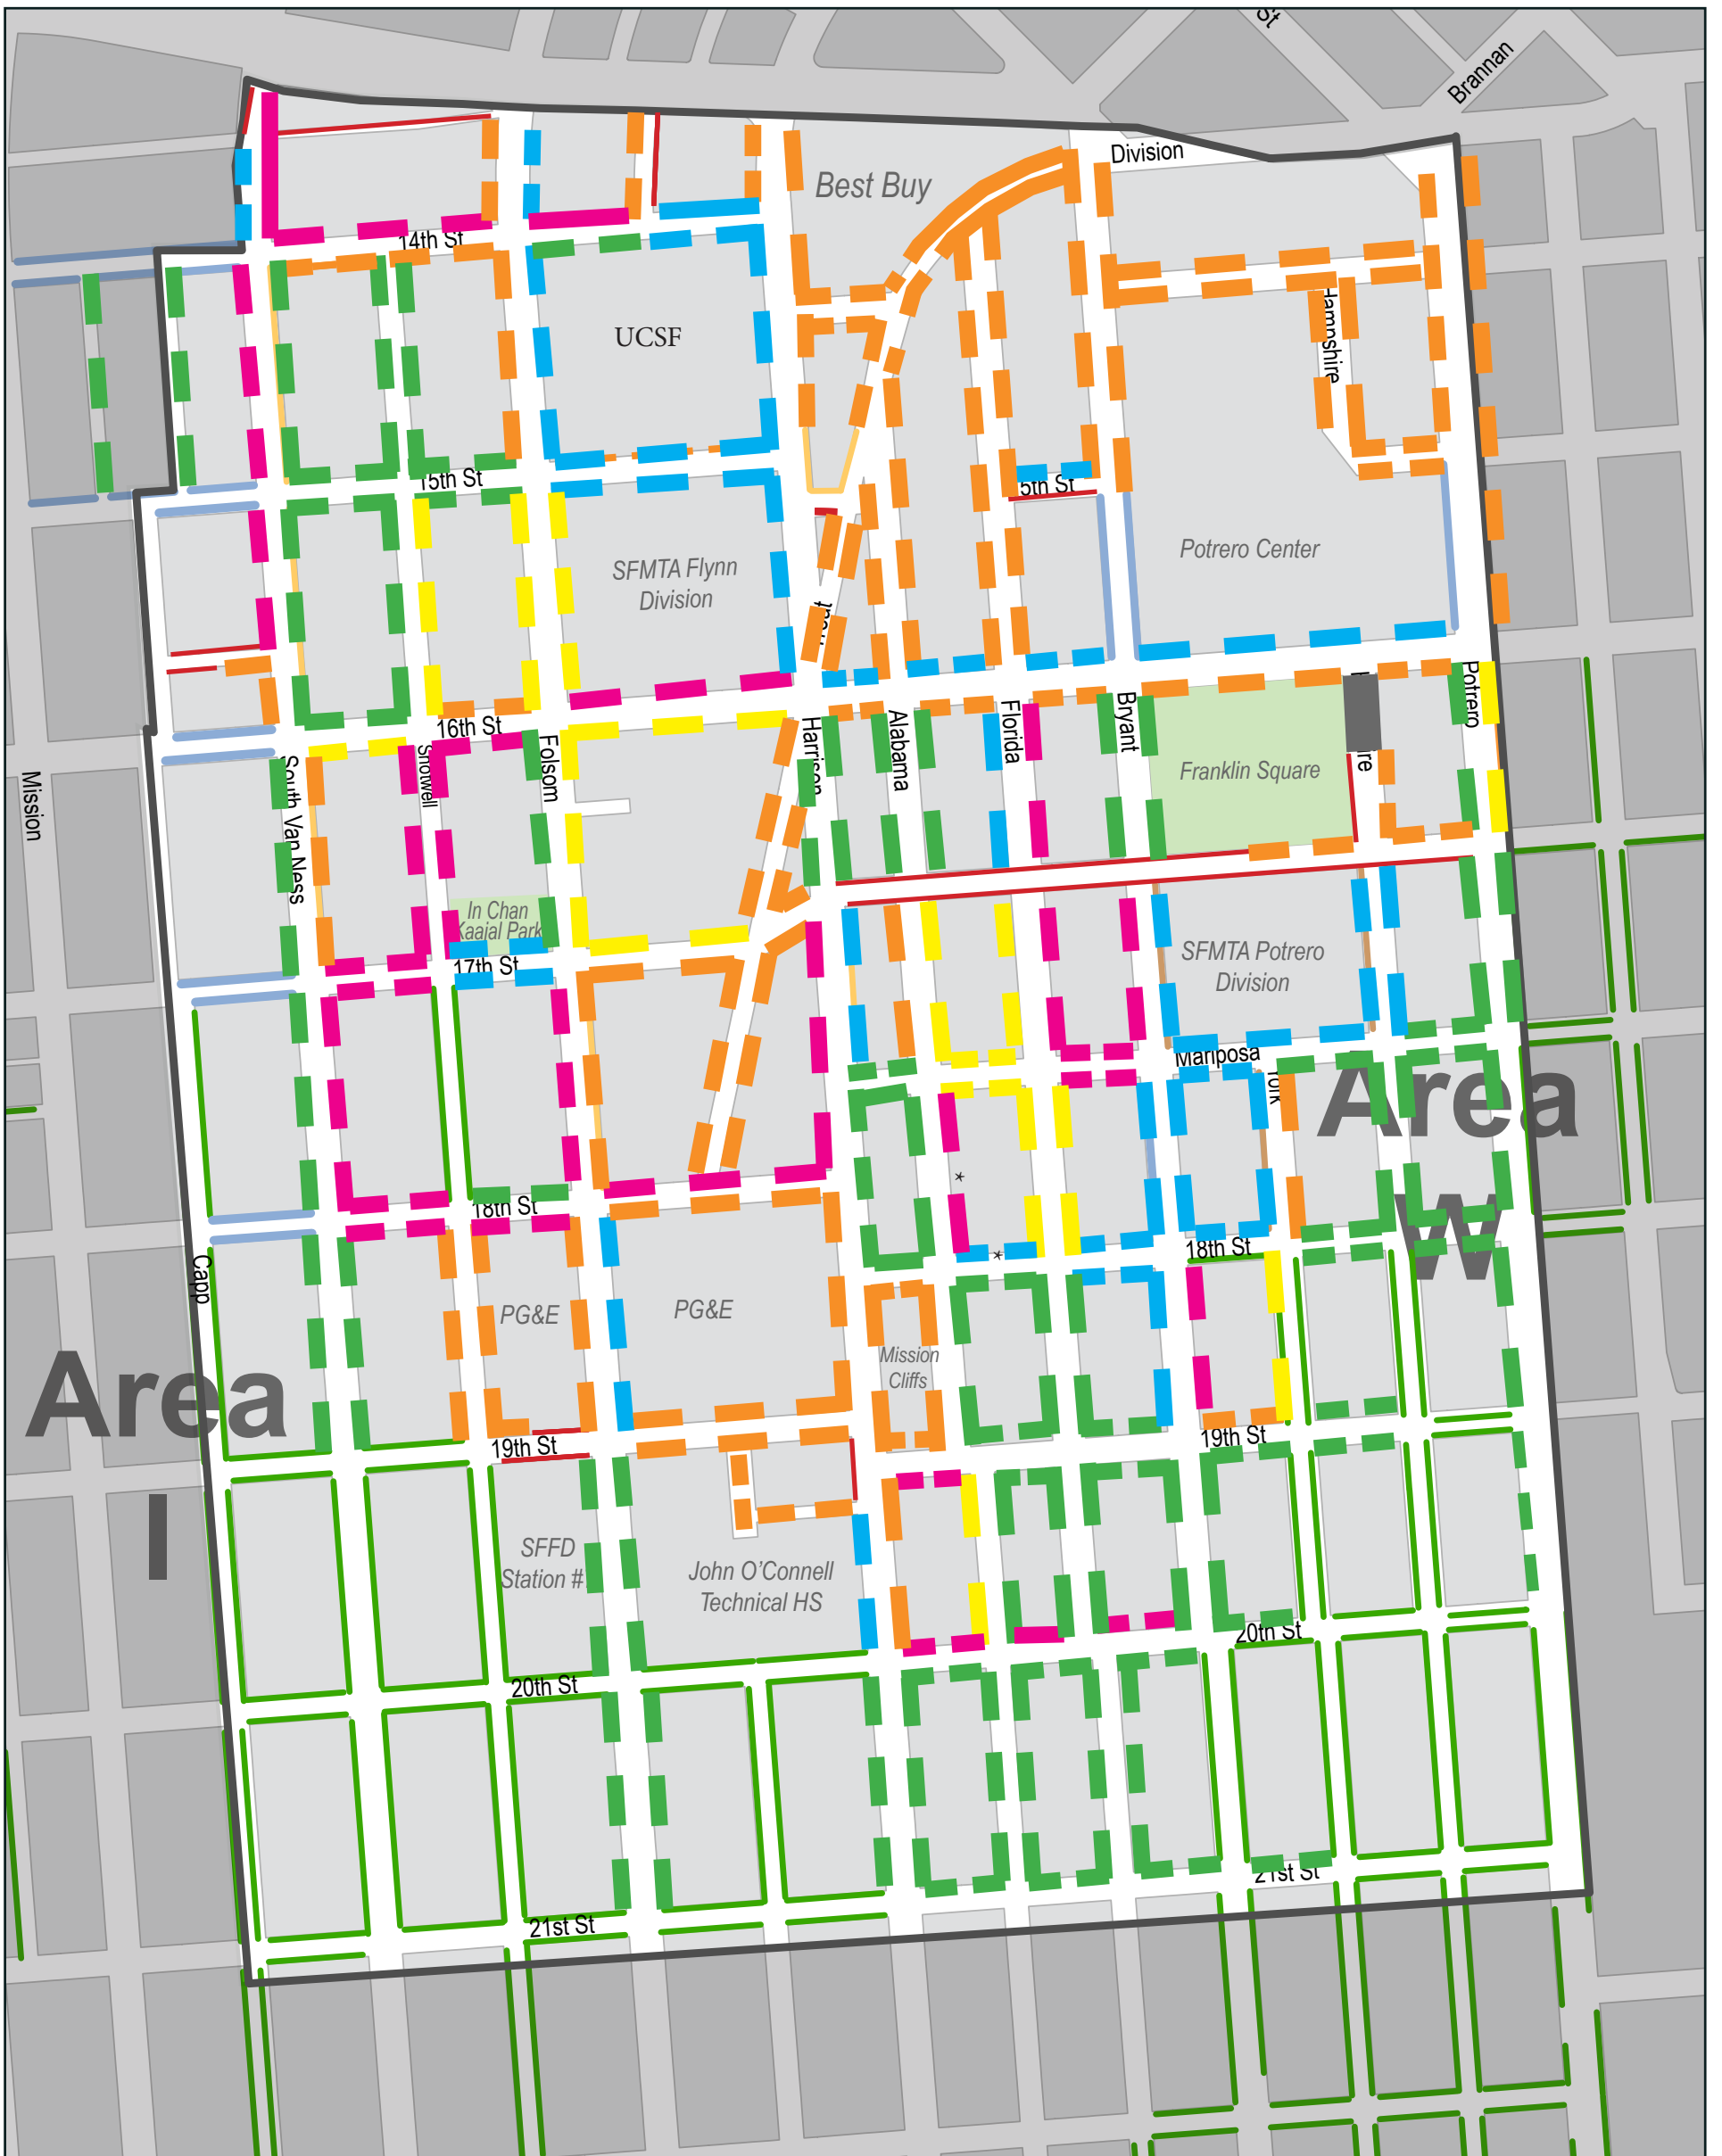 St
Brannan
Division
Best Buy
14th St
UCSF
Hampshire
15th St
5th St
Potrero Center
SFMTA Flynn
Division
16th St
South Van Ness
Shotwell
Folsom
Harrison
Alabama
Florida
Bryant
Potrero
Franklin Square
Mission
In Chan
Kaajal Park
17th St
SFMTA Potrero
Division
Mariposa
York
Area
W
*
*
18th St
18th St
Capp
PG&E
PG&E
Mission
Cliffs
Area
I
19th St
19th St
SFFD
Station #
John O'Connell
Technical HS
20th St
20th St
21st St
21st St